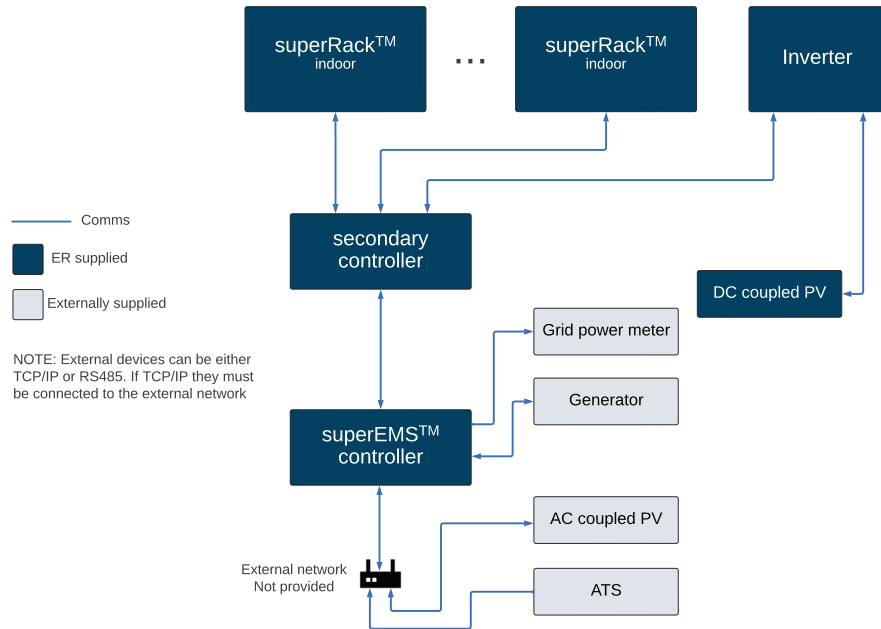 superRack™
indoor
...
superRack™
indoor
Inverter
Comms
ER supplied
Externally supplied
NOTE: External devices can be either
TCP/IP or RS485. If TCP/IP they must
be connected to the external network
secondary
controller
DC coupled PV
Grid power meter
Generator
superEMS™
controller
AC coupled PV
External network
Not provided
ATS